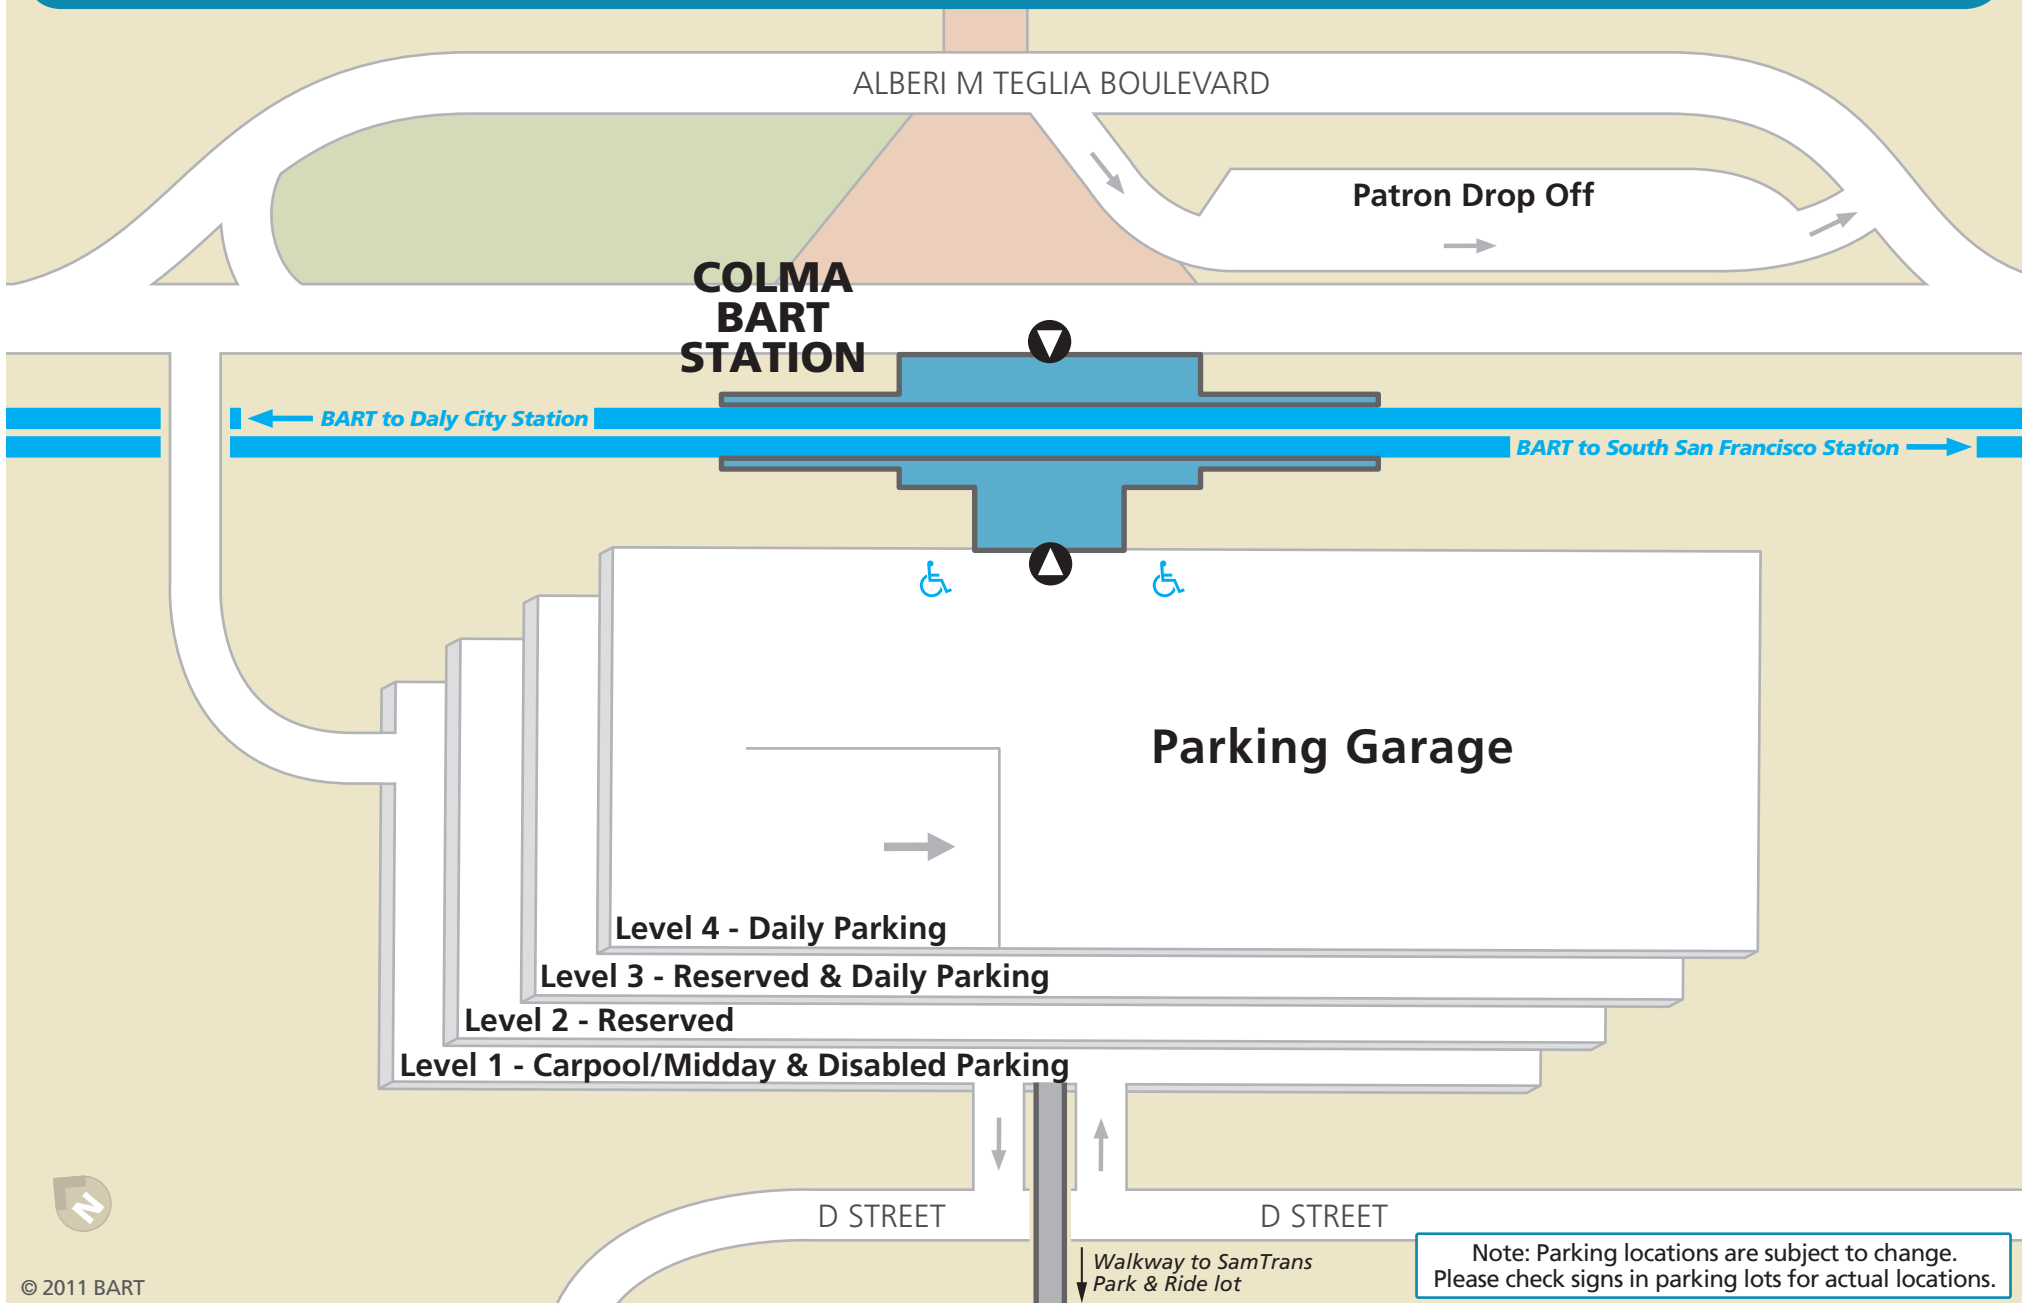 ALBERI M TEGLIA BOULEVARD
Patron Drop Off
COLMA
BART
STATION
BART to Daly City Station
BART to South San Francisco Station
Parking Garage
Level 4 - Daily Parking
Level 3 - Reserved & Daily Parking
Level 2 - Reserved
Level 1 - Carpool/Midday & Disabled Parking
N
D STREET
D STREET
Walkway to SamTrans
Park & Ride lot
Note: Parking locations are subject to change.
Please check signs in parking lots for actual locations.
© 2011 BART